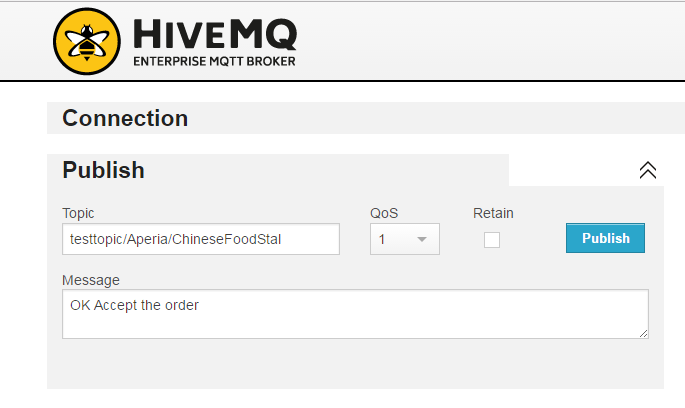 HIVEMQ
ENTERPRISE MQTT BROKER
Connection
Publish
Topic QoS Retain
testtopic/Aperia/ChineseFoodStal 1 Publish
Message
OK Accept the order